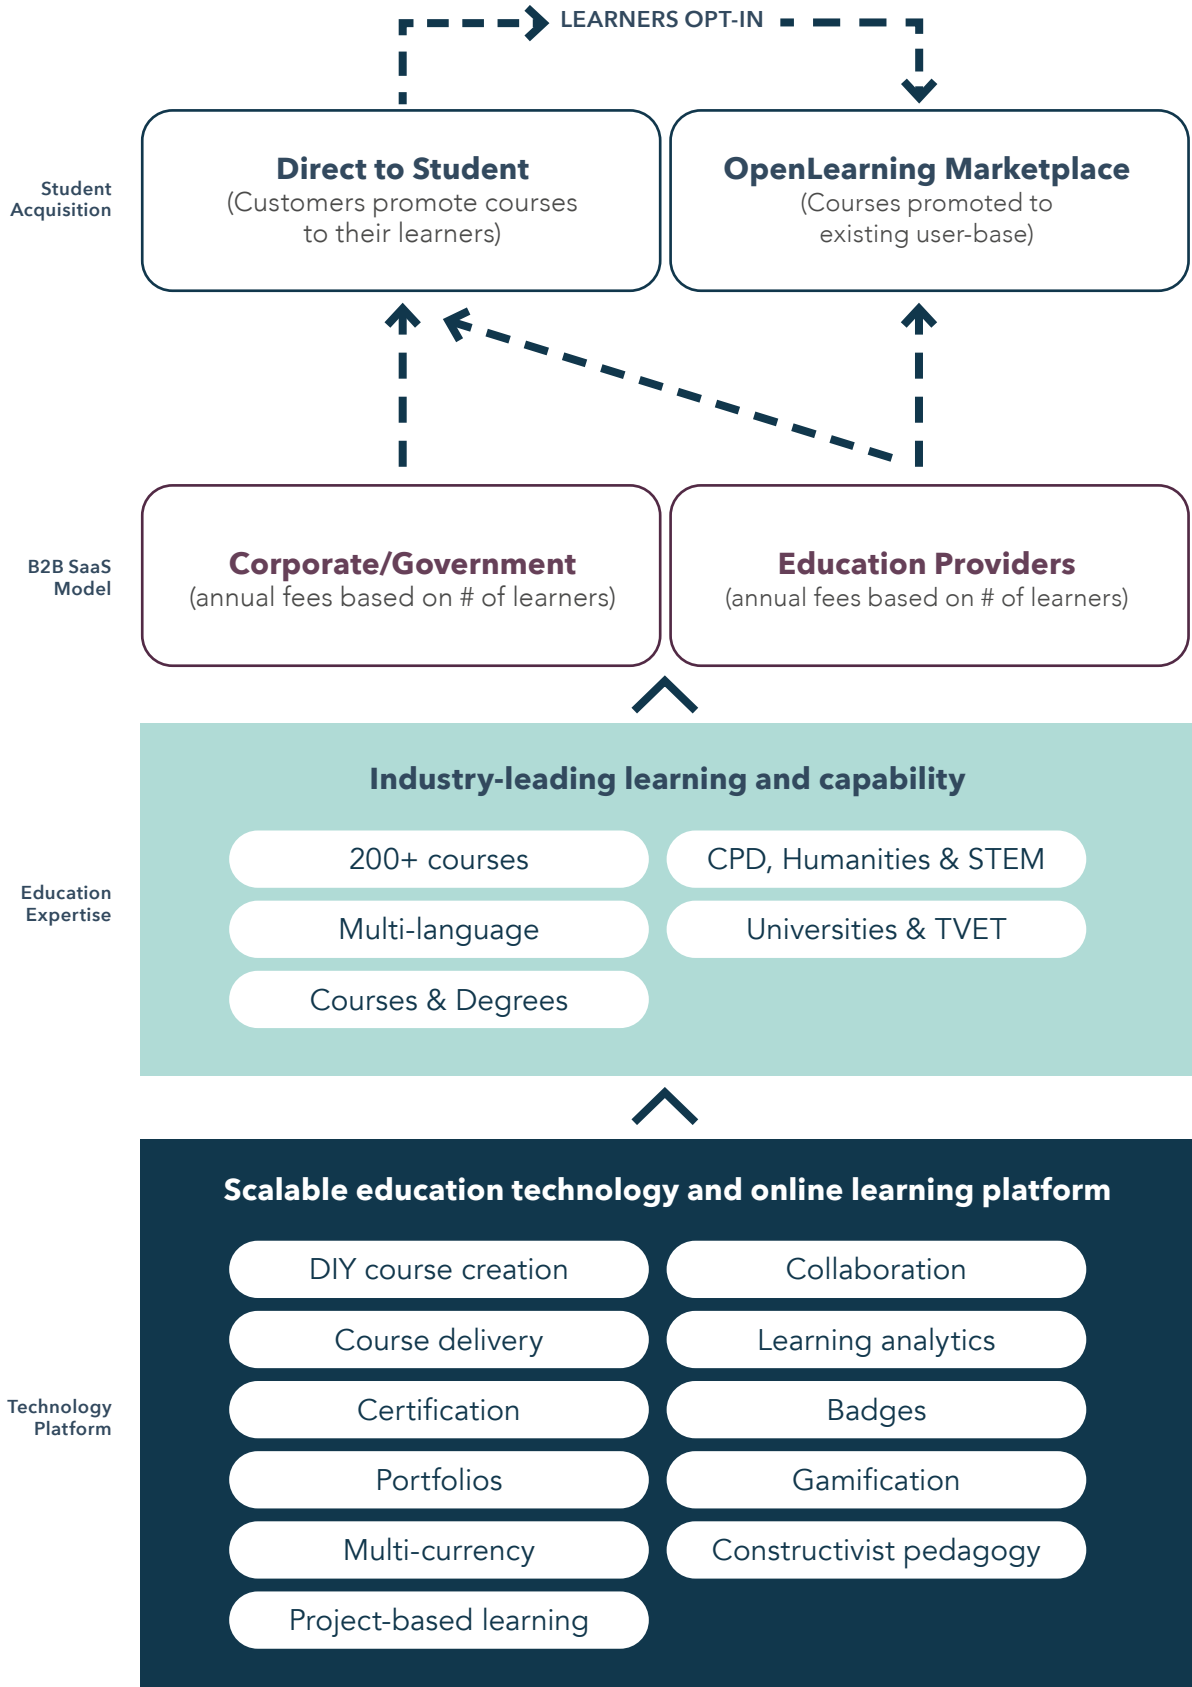 LEARNERS OPT-IN
Student
Acquisition
Direct to Student
(Customers promote courses
to their learners)
OpenLearning Marketplace
(Courses promoted to
existing user-base)
B2B SaaS
Model
Corporate/Government
(annual fees based on # of learners)
Education Providers
(annual fees based on # of learners)
Education
Expertise
Industry-leading learning and capability
200+ courses
CPD, Humanities & STEM
Multi-language
Universities & TVET
Courses & Degrees
Technology
Platform
Scalable education technology and online learning platform
DIY course creation
Collaboration
Course delivery
Learning analytics
Certification
Badges
Portfolios
Gamification
Multi-currency
Constructivist pedagogy
Project-based learning